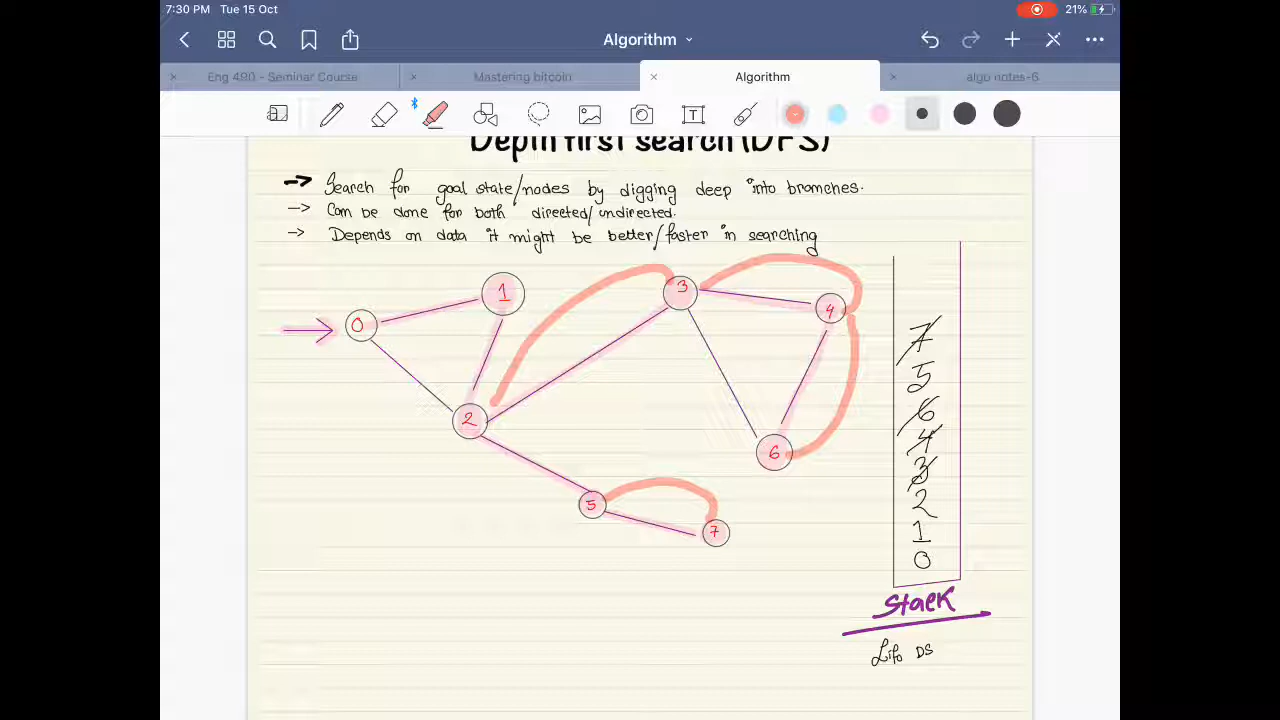 7:30 PM Tue 15 Oct
21%
Algorithm
Eng 490 - Seminar Course
Mastering bitcoin
Algorithm
algo notes-6
Depth first search (DFS)
-> Search for goal state/nodes by digging deep into branches.
-> Can be done for both directed/undirected.
-> Depends on data it might be better/faster in searching
0
1
2
3
4
5
6
7
7
5
6
4
3
2
1
0
Stack
Lifo DS